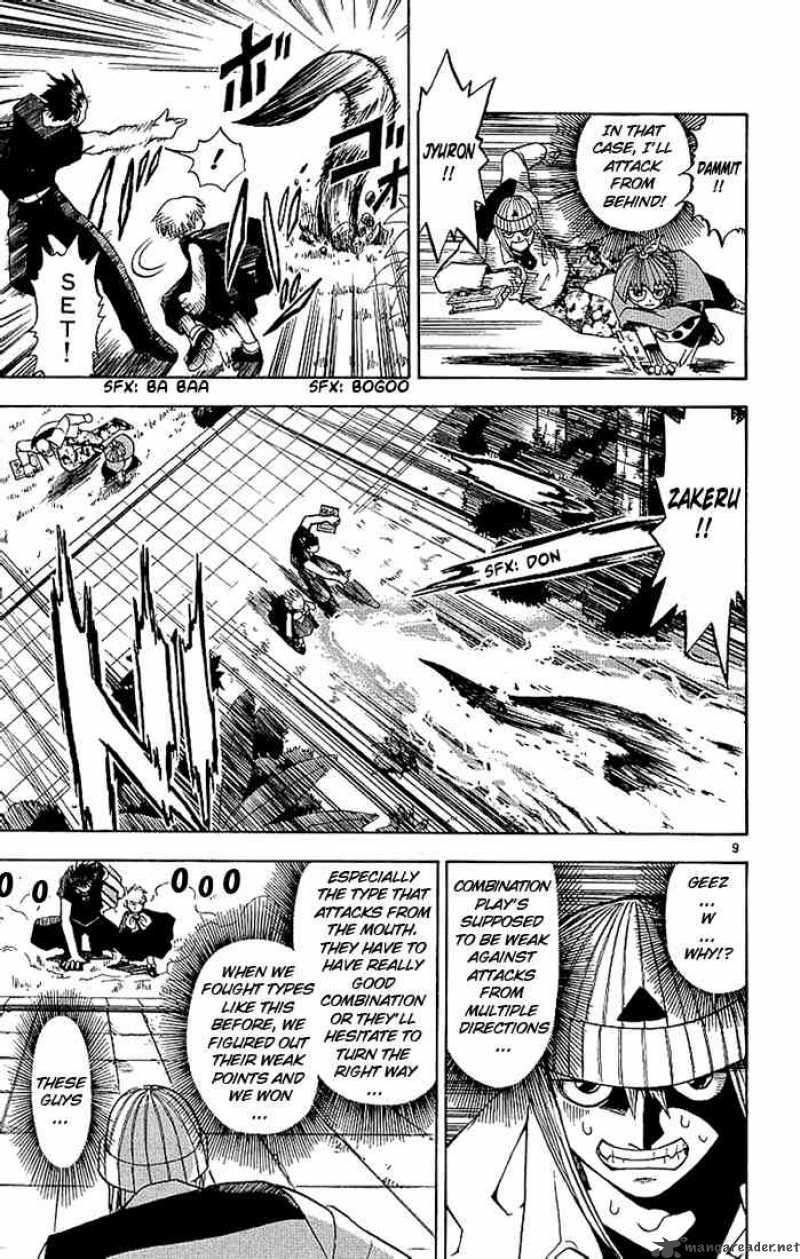 DAMMIT
!!
IN THAT
CASE, I'LL
ATTACK
FROM
BEHIND!
JYURON
!!
ボ
ゴ
オ
!
SET!
SFX: BA BAA
SFX: BOGOO
ZAKERU
!!
SFX: DON
9
GEEZ
...
W
...
WHY!?
COMBINATION
PLAY'S
SUPPOSED
TO BE WEAK
AGAINST
ATTACKS
FROM
MULTIPLE
DIRECTIONS
...
ESPECIALLY
THE TYPE THAT
ATTACKS FROM
THE MOUTH.
THEY HAVE TO
HAVE REALLY
GOOD
COMBINATION
OR THEY'LL
HESITATE TO
TURN THE
RIGHT WAY
...
WHEN WE
FOUGHT TYPES
LIKE THIS
BEFORE, WE
FIGURED OUT
THEIR WEAK
POINTS AND
WE WON
...
THESE
GUYS
...
mangareader.net